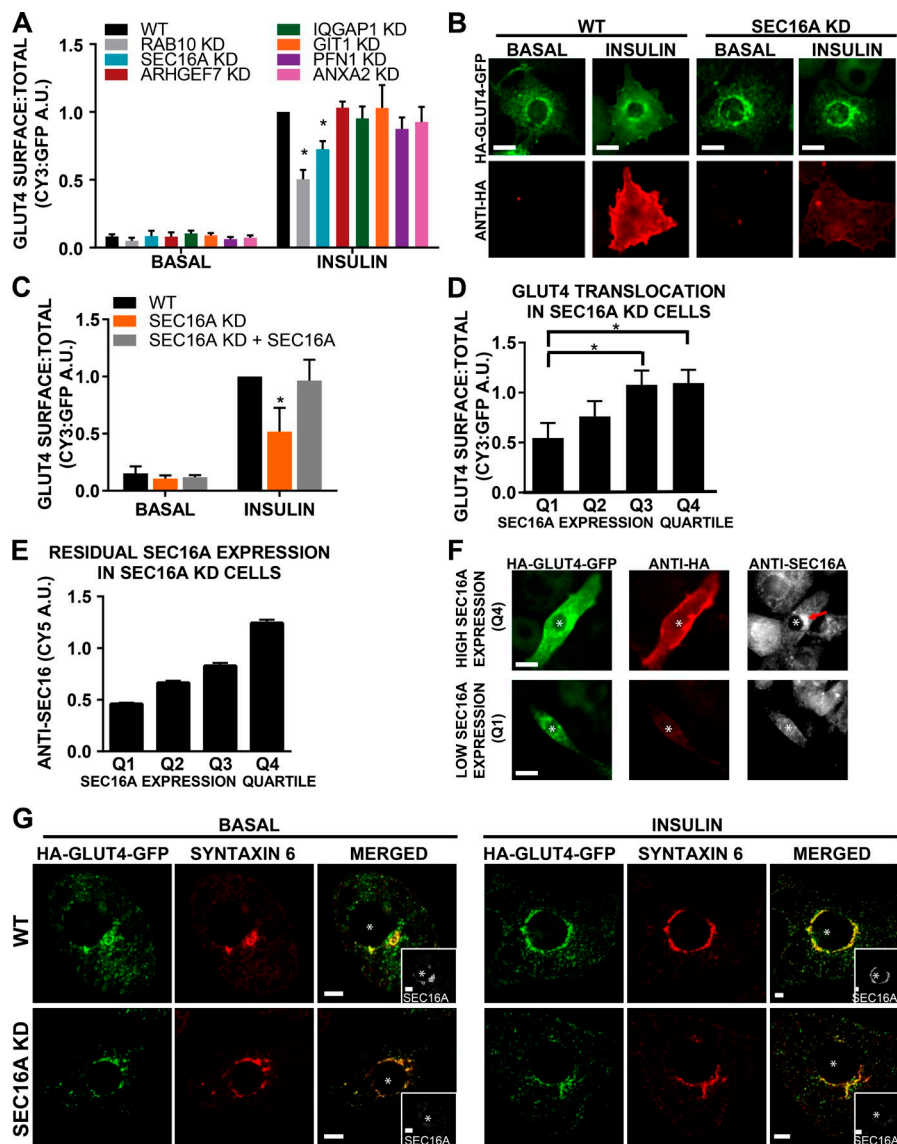 A
WT
RAB10 KD
SEC16A KD
ARHGEF7 KD
IQGAP1 KD
GIT1 KD
PFN1 KD
ANXA2 KD
GLUT4 SURFACE:TOTAL
(CY3:GFP A.U.)
1.5
1.0
0.5
0.0
*
*
BASAL
INSULIN
B
WT
SEC16A KD
BASAL
INSULIN
BASAL
INSULIN
HA-GLUT4-GFP
ANTI-HA
C
WT
SEC16A KD
SEC16A KD + SEC16A
GLUT4 SURFACE:TOTAL
(CY3:GFP A.U.)
1.5
1.0
0.5
0.0
*
BASAL
INSULIN
D
GLUT4 TRANSLOCATION
IN SEC16A KD CELLS
GLUT4 SURFACE:TOTAL
(CY3:GFP A.U.)
1.5
1.0
0.5
0.0
*
*
Q1 Q2 Q3 Q4
SEC16A EXPRESSION QUARTILE
E
RESIDUAL SEC16A EXPRESSION
IN SEC16A KD CELLS
ANTI-SEC16 (CY5 A.U.)
1.5
1.0
0.5
0.0
Q1 Q2 Q3 Q4
SEC16A EXPRESSION QUARTILE
F
HA-GLUT4-GFP ANTI-HA ANTI-SEC16A
HIGH SEC16A
EXPRESSION
(Q4)
* * *
LOW SEC16A
EXPRESSION
(Q1)
* * *
G
BASAL
INSULIN
HA-GLUT4-GFP SYNTAXIN 6 MERGED
HA-GLUT4-GFP SYNTAXIN 6 MERGED
WT
*
*
SEC16A
*
*
SEC16A
SEC16A KD
*
*
SEC16A
*
*
SEC16A